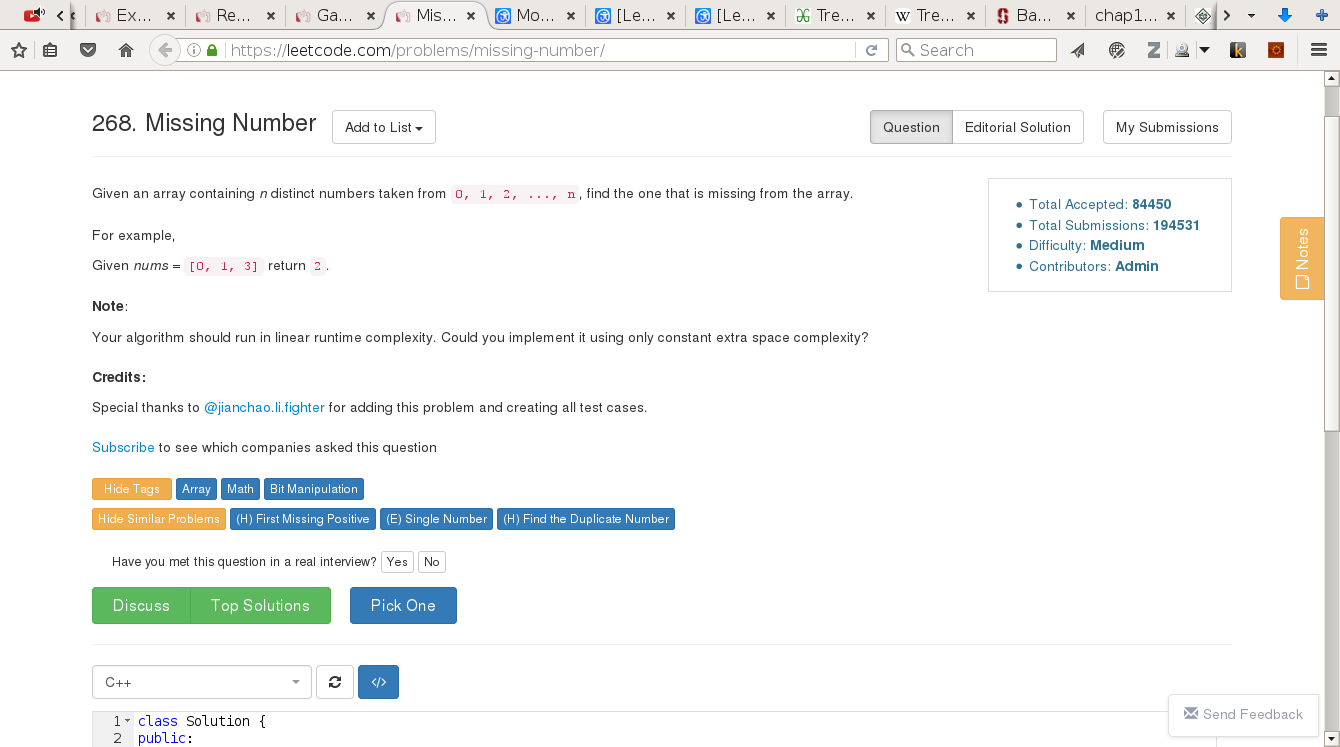 Ex... Re... Ga... Mis... Mo... [Le... [Le... Tre... W Tre... Ba... chap1...
https://leetcode.com/problems/missing-number/ Search Z k
268. Missing Number Add to List Question Editorial Solution My Submissions
Given an array containing n distinct numbers taken from 0, 1, 2, ..., n, find the one that is missing from the array.
For example,
Given nums = [0, 1, 3] return 2.
Note:
Your algorithm should run in linear runtime complexity. Could you implement it using only constant extra space complexity?
Credits:
Special thanks to @jianchao.li.fighter for adding this problem and creating all test cases.
Subscribe to see which companies asked this question
Total Accepted: 84450
Total Submissions: 194531
Difficulty: Medium
Contributors: Admin
Notes
Hide Tags Array Math Bit Manipulation
Hide Similar Problems (H) First Missing Positive (E) Single Number (H) Find the Duplicate Number
Have you met this question in a real interview? Yes No
Discuss Top Solutions Pick One
C++ </>
1 class Solution {
2 public:
Send Feedback